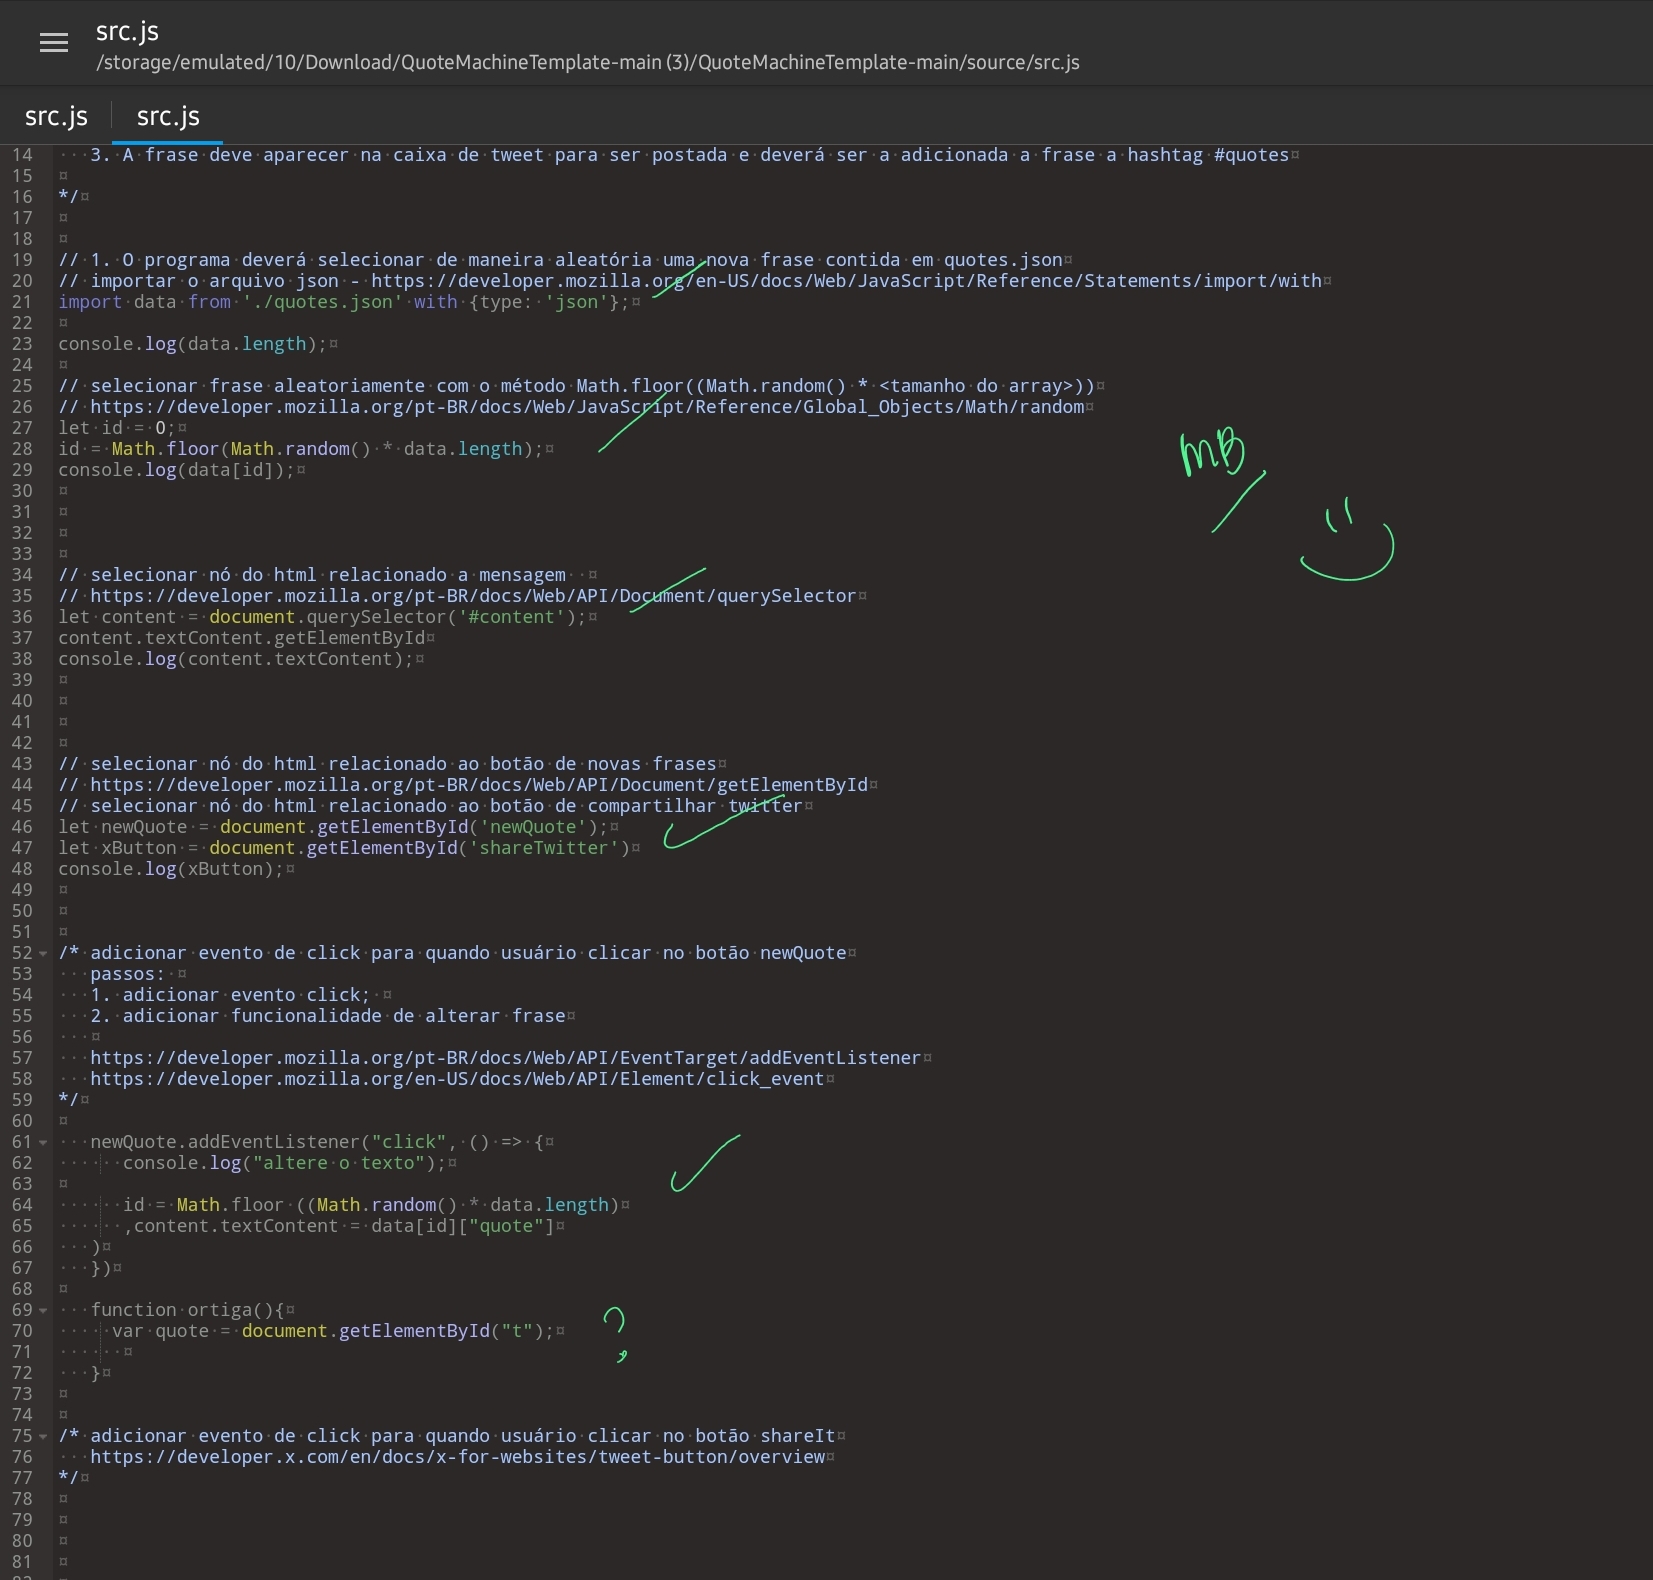 src.js
/storage/emulated/10/Download/QuoteMachineTemplate-main (3)/QuoteMachineTemplate-main/source/src.js
src.js src.js
14 3. A frase deve aparecer na caixa de tweet para ser postada e deverá ser a adicionada a frase a hashtag #quotes
15
16 */
17
18
19 // 1. O programa deverá selecionar de maneira aleatória uma nova frase contida em quotes.json
20 // importar o arquivo json - https://developer.mozilla.org/en-US/docs/Web/JavaScript/Reference/Statements/import/with
21 import data from './quotes.json' with {type: 'json'};
22
23 console.log(data.length);
24
25 // selecionar frase aleatoriamente com o método Math.floor((Math.random() * <tamanho do array>))
26 // https://developer.mozilla.org/pt-BR/docs/Web/JavaScript/Reference/Global_Objects/Math/random
27 let id = 0;
28 id = Math.floor(Math.random() * data.length);
MB
29 console.log(data[id]);
30
31
32
33
34 // selecionar nó do html relacionado a mensagem
35 // https://developer.mozilla.org/pt-BR/docs/Web/API/Document/querySelector
36 let content = document.querySelector('#content');
37 content.textContent.getElementById
38 console.log(content.textContent);
39
40
41
42
43 // selecionar nó do html relacionado ao botão de novas frases
44 // https://developer.mozilla.org/pt-BR/docs/Web/API/Document/getElementById
45 // selecionar nó do html relacionado ao botão de compartilhar twitter
46 let newQuote = document.getElementById('newQuote');
47 let xButton = document.getElementById('shareTwitter')
48 console.log(xButton);
49
50
51
52 /* adicionar evento de click para quando usuário clicar no botão newQuote
53 passos:
54 1. adicionar evento click;
55 2. adicionar funcionalidade de alterar frase
56
57 https://developer.mozilla.org/pt-BR/docs/Web/API/EventTarget/addEventListener
58 https://developer.mozilla.org/en-US/docs/Web/API/Element/click_event
59 */
60
61 newQuote.addEventListener("click", () => {
62 console.log("altere o texto");
63
64 id = Math.floor ((Math.random() * data.length)
65 ,content.textContent = data[id]["quote"]
66 )
67 })
68
69 function ortiga(){
70 var quote = document.getElementById("t");
?
71
72 }
73
74
75 /* adicionar evento de click para quando usuário clicar no botão shareIt
76 https://developer.x.com/en/docs/x-for-websites/tweet-button/overview
77 */
78
79
80
81